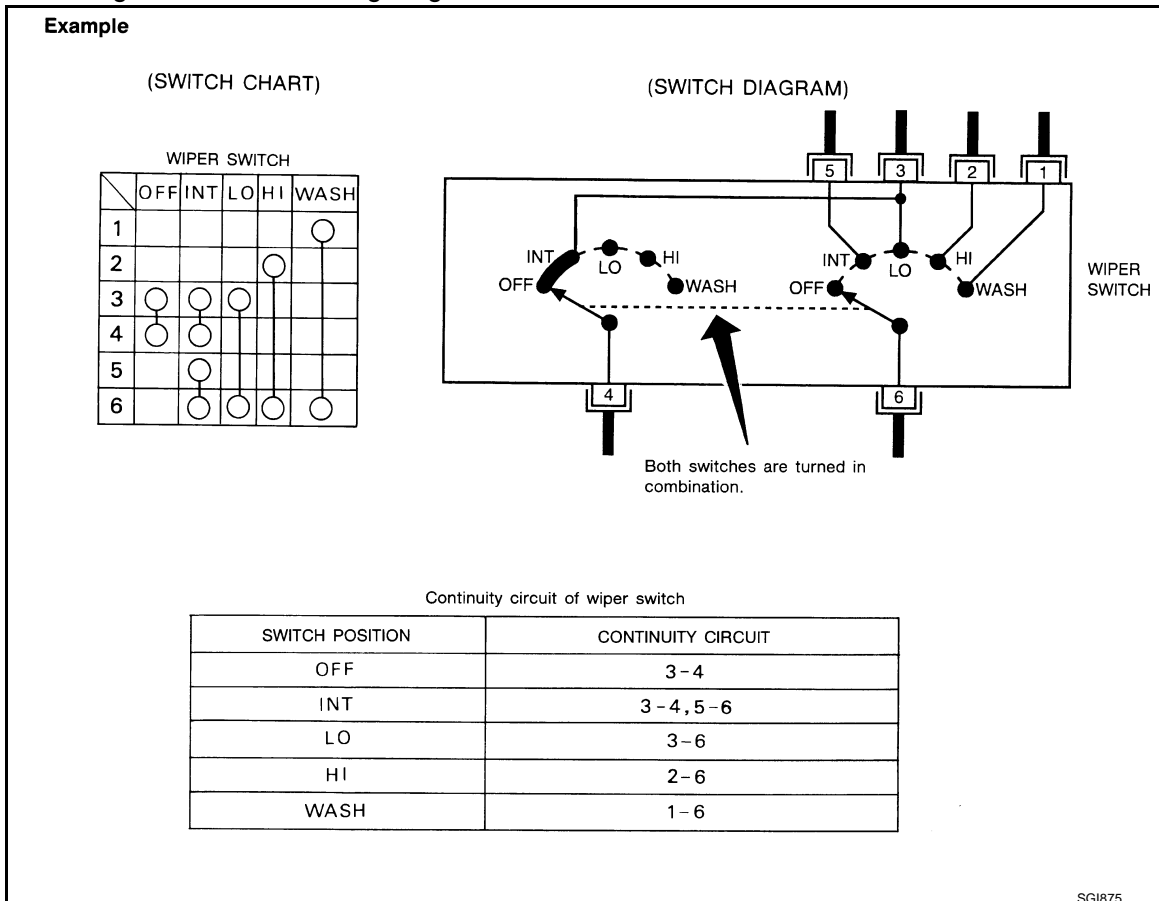 Example
(SWITCH CHART)
WIPER SWITCH
OFF INT LO HI WASH
1
2
3
4
5
6
(SWITCH DIAGRAM)
5 3 2 1
INT LO HI
OFF WASH
INT LO HI
OFF WASH
WIPER
SWITCH
4 6
Both switches are turned in
combination.
Continuity circuit of wiper switch
SWITCH POSITION CONTINUITY CIRCUIT
OFF 3-4
INT 3-4, 5-6
LO 3-6
HI 2-6
WASH 1-6
SGI875